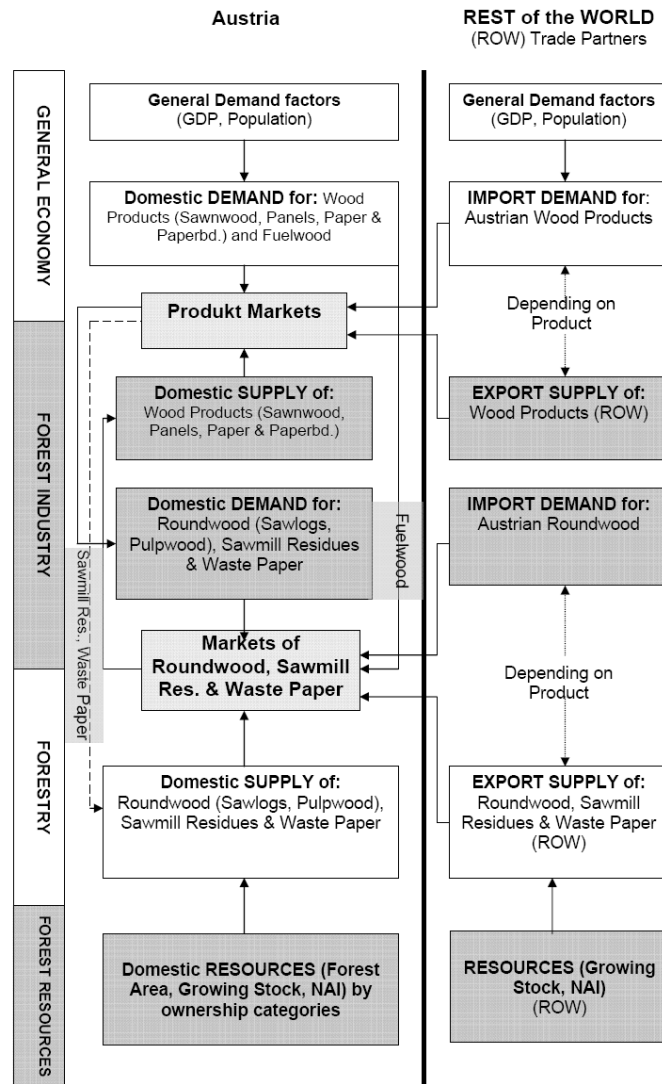 Austria
REST of the WORLD
(ROW) Trade Partners
GENERAL ECONOMY
General Demand factors
(GDP, Population)
General Demand factors
(GDP, Population)
Domestic DEMAND for: Wood
Products (Sawnwood, Panels, Paper &
Paperbd.) and Fuelwood
IMPORT DEMAND for:
Austrian Wood Products
Produkt Markets
Depending on
Product
FOREST INDUSTRY
Domestic SUPPLY of:
Wood Products (Sawnwood,
Panels, Paper & Paperbd.)
EXPORT SUPPLY of:
Wood Products (ROW)
Domestic DEMAND for:
Roundwood (Sawlogs,
Pulpwood), Sawmill Residues
& Waste Paper
Fuelwood
IMPORT DEMAND for:
Austrian Roundwood
Sawmill Res., Waste Paper
Markets of
Roundwood, Sawmill
Res. & Waste Paper
Depending on
Product
FORESTRY
Domestic SUPPLY of:
Roundwood (Sawlogs, Pulpwood),
Sawmill Residues & Waste Paper
EXPORT SUPPLY of:
Roundwood, Sawmill
Residues & Waste Paper
(ROW)
FOREST RESOURCES
Domestic RESOURCES (Forest
Area, Growing Stock, NAI) by
ownership categories
RESOURCES (Growing
Stock, NAI)
(ROW)